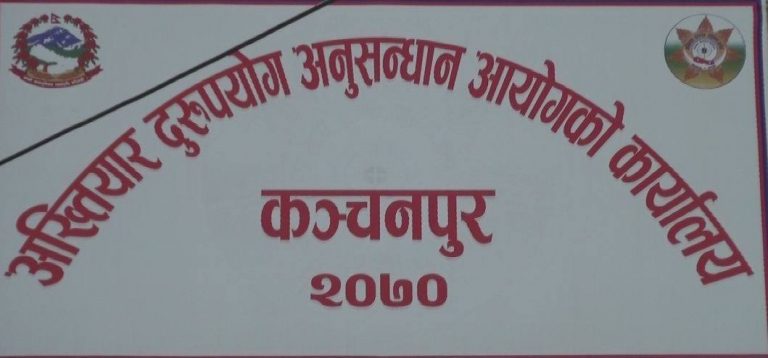 अख्तियार दुरुपयोग अनुसन्धान आयोगको कार्यालय
कञ्चनपुर
२०७०